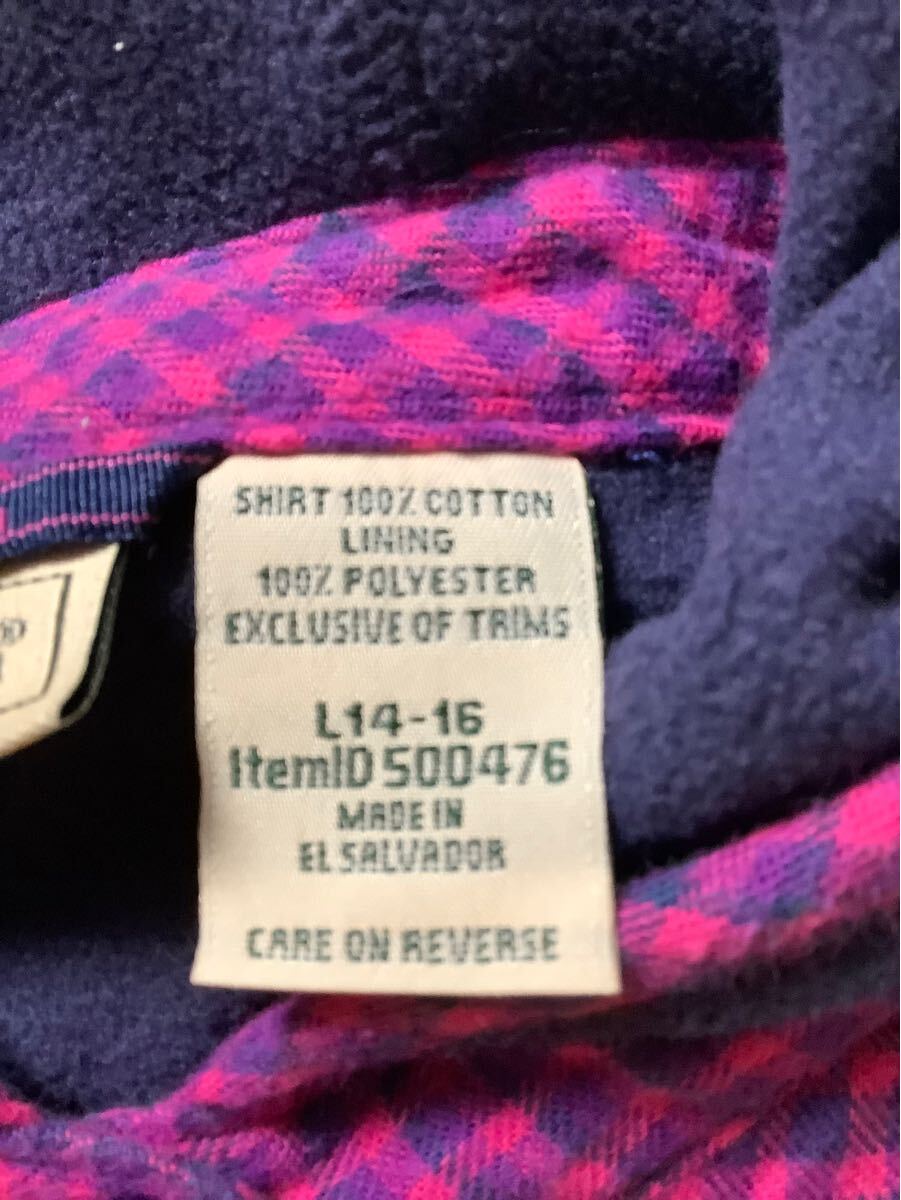 SHIRT 100% COTTON
LINING
100% POLYESTER
EXCLUSIVE OF TRIMS
L14-16
ItemID 500476
MADE IN
EL SALVADOR
CARE ON REVERSE
®